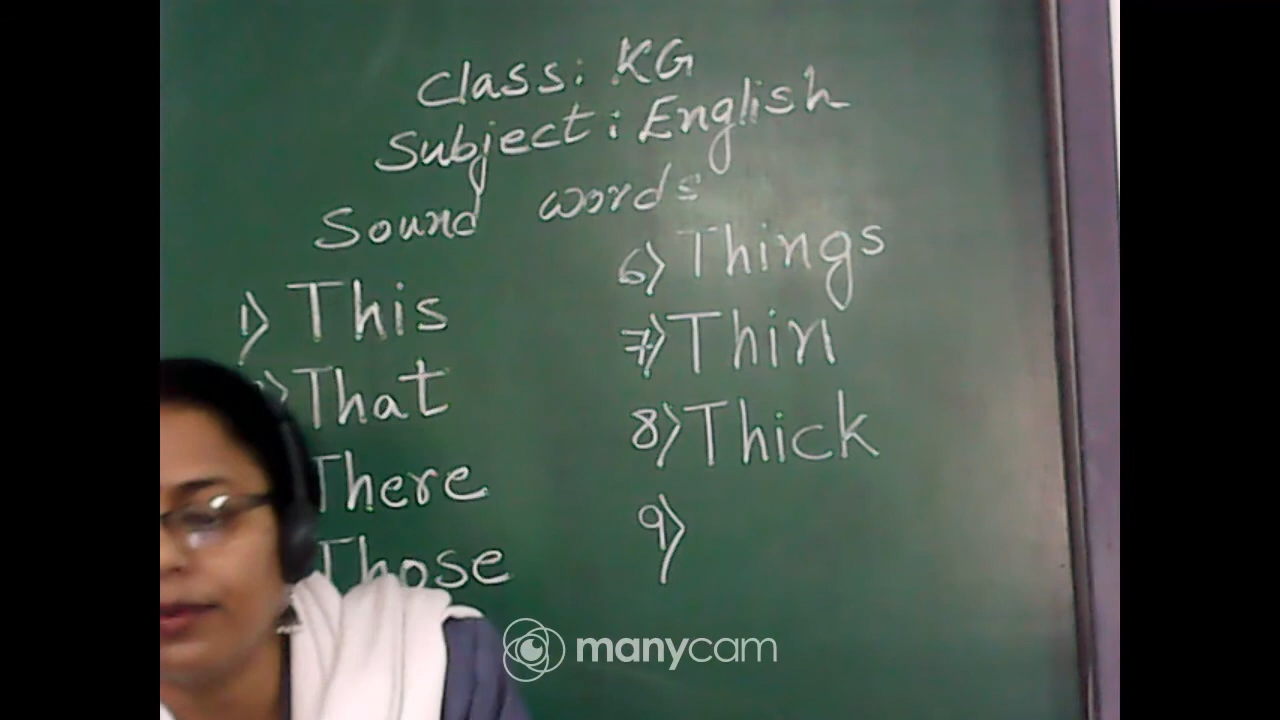 Class: KG
Subject: English
Sound words
1) This
That
There
Those
6) Things
7) Thin
8) Thick
9)
manycam